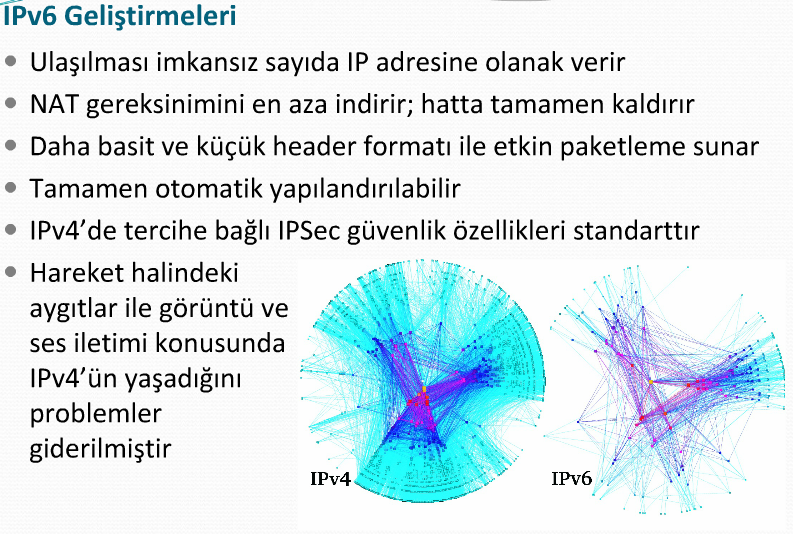 IPv6 Geliştirmeleri
• Ulaşılması imkansız sayıda IP adresine olanak verir
• NAT gereksinimini en aza indirir; hatta tamamen kaldırır
• Daha basit ve küçük header formatı ile etkin paketleme sunar
• Tamamen otomatik yapılandırılabilir
• IPv4’de tercihe bağlı IPSec güvenlik özellikleri standarttır
• Hareket halindeki
aygıtlar ile görüntü ve
ses iletimi konusunda
IPv4’ün yaşadığını
problemler
giderilmiştir
IPv4
IPv6